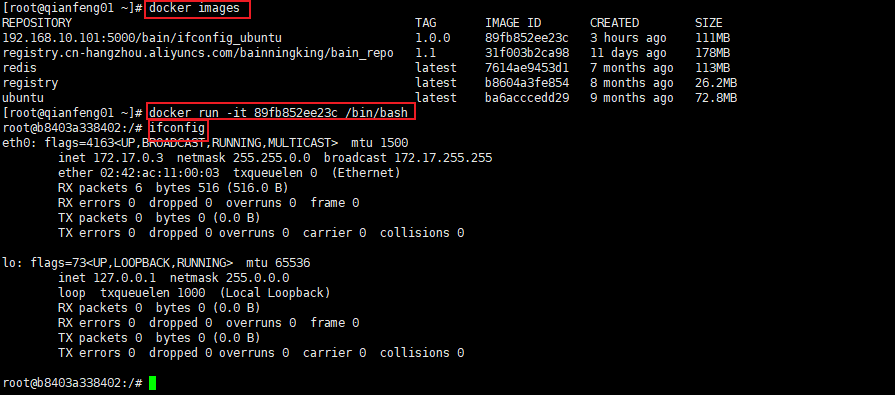 [root@qianfeng01 ~]# docker images
REPOSITORY TAG IMAGE ID CREATED SIZE
192.168.10.101:5000/bain/ifconfig_ubuntu 1.0.0 89fb852ee23c 3 hours ago 111MB
registry.cn-hangzhou.aliyuncs.com/bainningking/bain_repo 1.1 31f003b2ca98 11 days ago 178MB
redis latest 7614ae9453d1 7 months ago 113MB
registry latest b8604a3fe854 8 months ago 26.2MB
ubuntu latest ba6acccedd29 9 months ago 72.8MB
[root@qianfeng01 ~]# docker run -it 89fb852ee23c /bin/bash
root@b8403a338402:/# ifconfig
eth0: flags=4163<UP,BROADCAST,RUNNING,MULTICAST> mtu 1500
inet 172.17.0.3 netmask 255.255.0.0 broadcast 172.17.255.255
ether 02:42:ac:11:00:03 txqueuelen 0 (Ethernet)
RX packets 6 bytes 516 (516.0 B)
RX errors 0 dropped 0 overruns 0 frame 0
TX packets 0 bytes 0 (0.0 B)
TX errors 0 dropped 0 overruns 0 carrier 0 collisions 0
lo: flags=73<UP,LOOPBACK,RUNNING> mtu 65536
inet 127.0.0.1 netmask 255.0.0.0
loop txqueuelen 1000 (Local Loopback)
RX packets 0 bytes 0 (0.0 B)
RX errors 0 dropped 0 overruns 0 frame 0
TX packets 0 bytes 0 (0.0 B)
TX errors 0 dropped 0 overruns 0 carrier 0 collisions 0
root@b8403a338402:/#